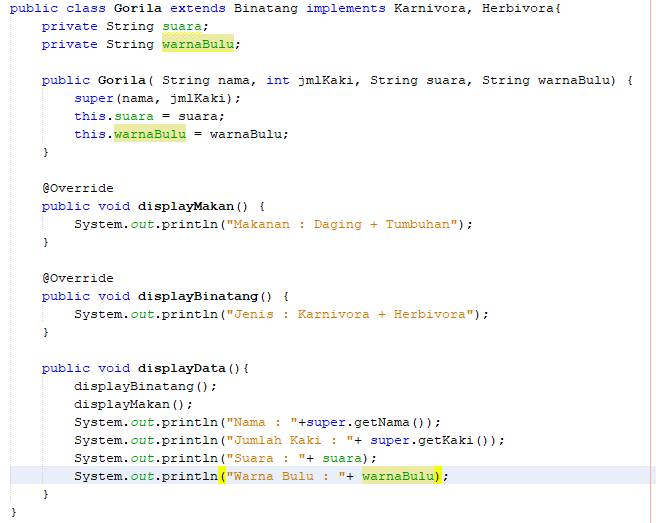 public class Gorila extends Binatang implements Karnivora, Herbivora{
    private String suara;
    private String warnaBulu;

    public Gorila( String nama, int jmlKaki, String suara, String warnaBulu) {
        super(nama, jmlKaki);
        this.suara = suara;
        this.warnaBulu = warnaBulu;
    }

    @Override
    public void displayMakan() {
        System.out.println("Makanan : Daging + Tumbuhan");
    }

    @Override
    public void displayBinatang() {
        System.out.println("Jenis : Karnivora + Herbivora");
    }

    public void displayData(){
        displayBinatang();
        displayMakan();
        System.out.println("Nama : "+super.getNama());
        System.out.println("Jumlah Kaki : "+ super.getKaki());
        System.out.println("Suara : "+ suara);
        System.out.println("Warna Bulu : "+ warnaBulu);
    }
}